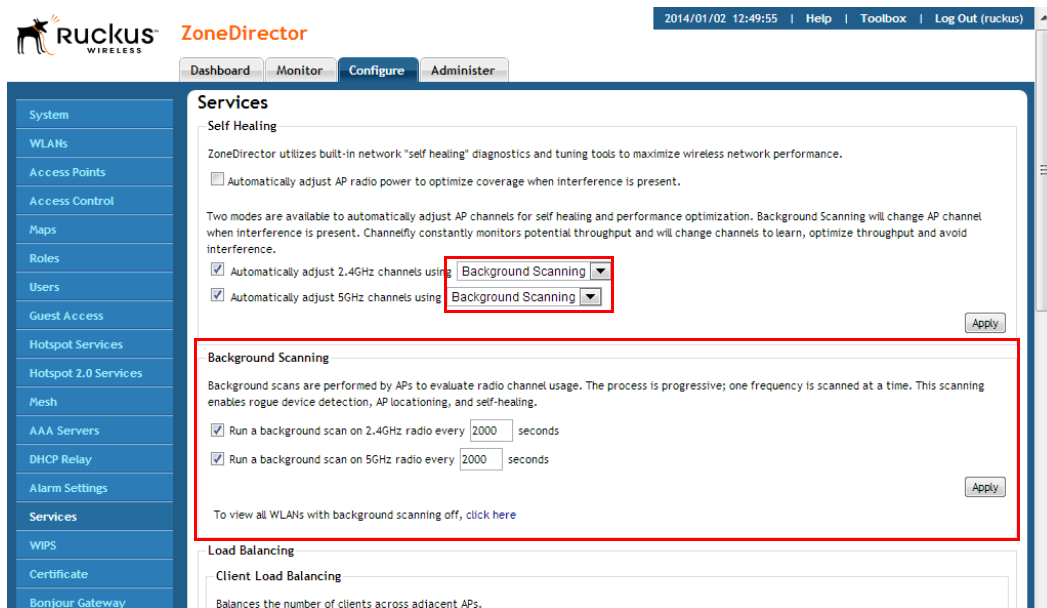 2014/01/02 12:49:55 | Help | Toolbox | Log Out (ruckus)
RUCKUS
WIRELESS
ZoneDirector
Dashboard Monitor Configure Administer
System
WLANs
Access Points
Access Control
Maps
Roles
Users
Guest Access
Hotspot Services
Hotspot 2.0 Services
Mesh
AAA Servers
DHCP Relay
Alarm Settings
Services
WIPS
Certificate
Bonjour Gateway
Services
Self Healing
ZoneDirector utilizes built-in network "self healing" diagnostics and tuning tools to maximize wireless network performance.
Automatically adjust AP radio power to optimize coverage when interference is present.
Two modes are available to automatically adjust AP channels for self healing and performance optimization. Background Scanning will change AP channel
when interference is present. Channelfly constantly monitors potential throughput and will change channels to learn, optimize throughput and avoid
interference.
Automatically adjust 2.4GHz channels using Background Scanning
Automatically adjust 5GHz channels using Background Scanning
Apply
Background Scanning
Background scans are performed by APs to evaluate radio channel usage. The process is progressive; one frequency is scanned at a time. This scanning
enables rogue device detection, AP locationing, and self-healing.
Run a background scan on 2.4GHz radio every 2000 seconds
Run a background scan on 5GHz radio every 2000 seconds
Apply
To view all WLANs with background scanning off, click here
Load Balancing
Client Load Balancing
Balances the number of clients across adjacent APs.